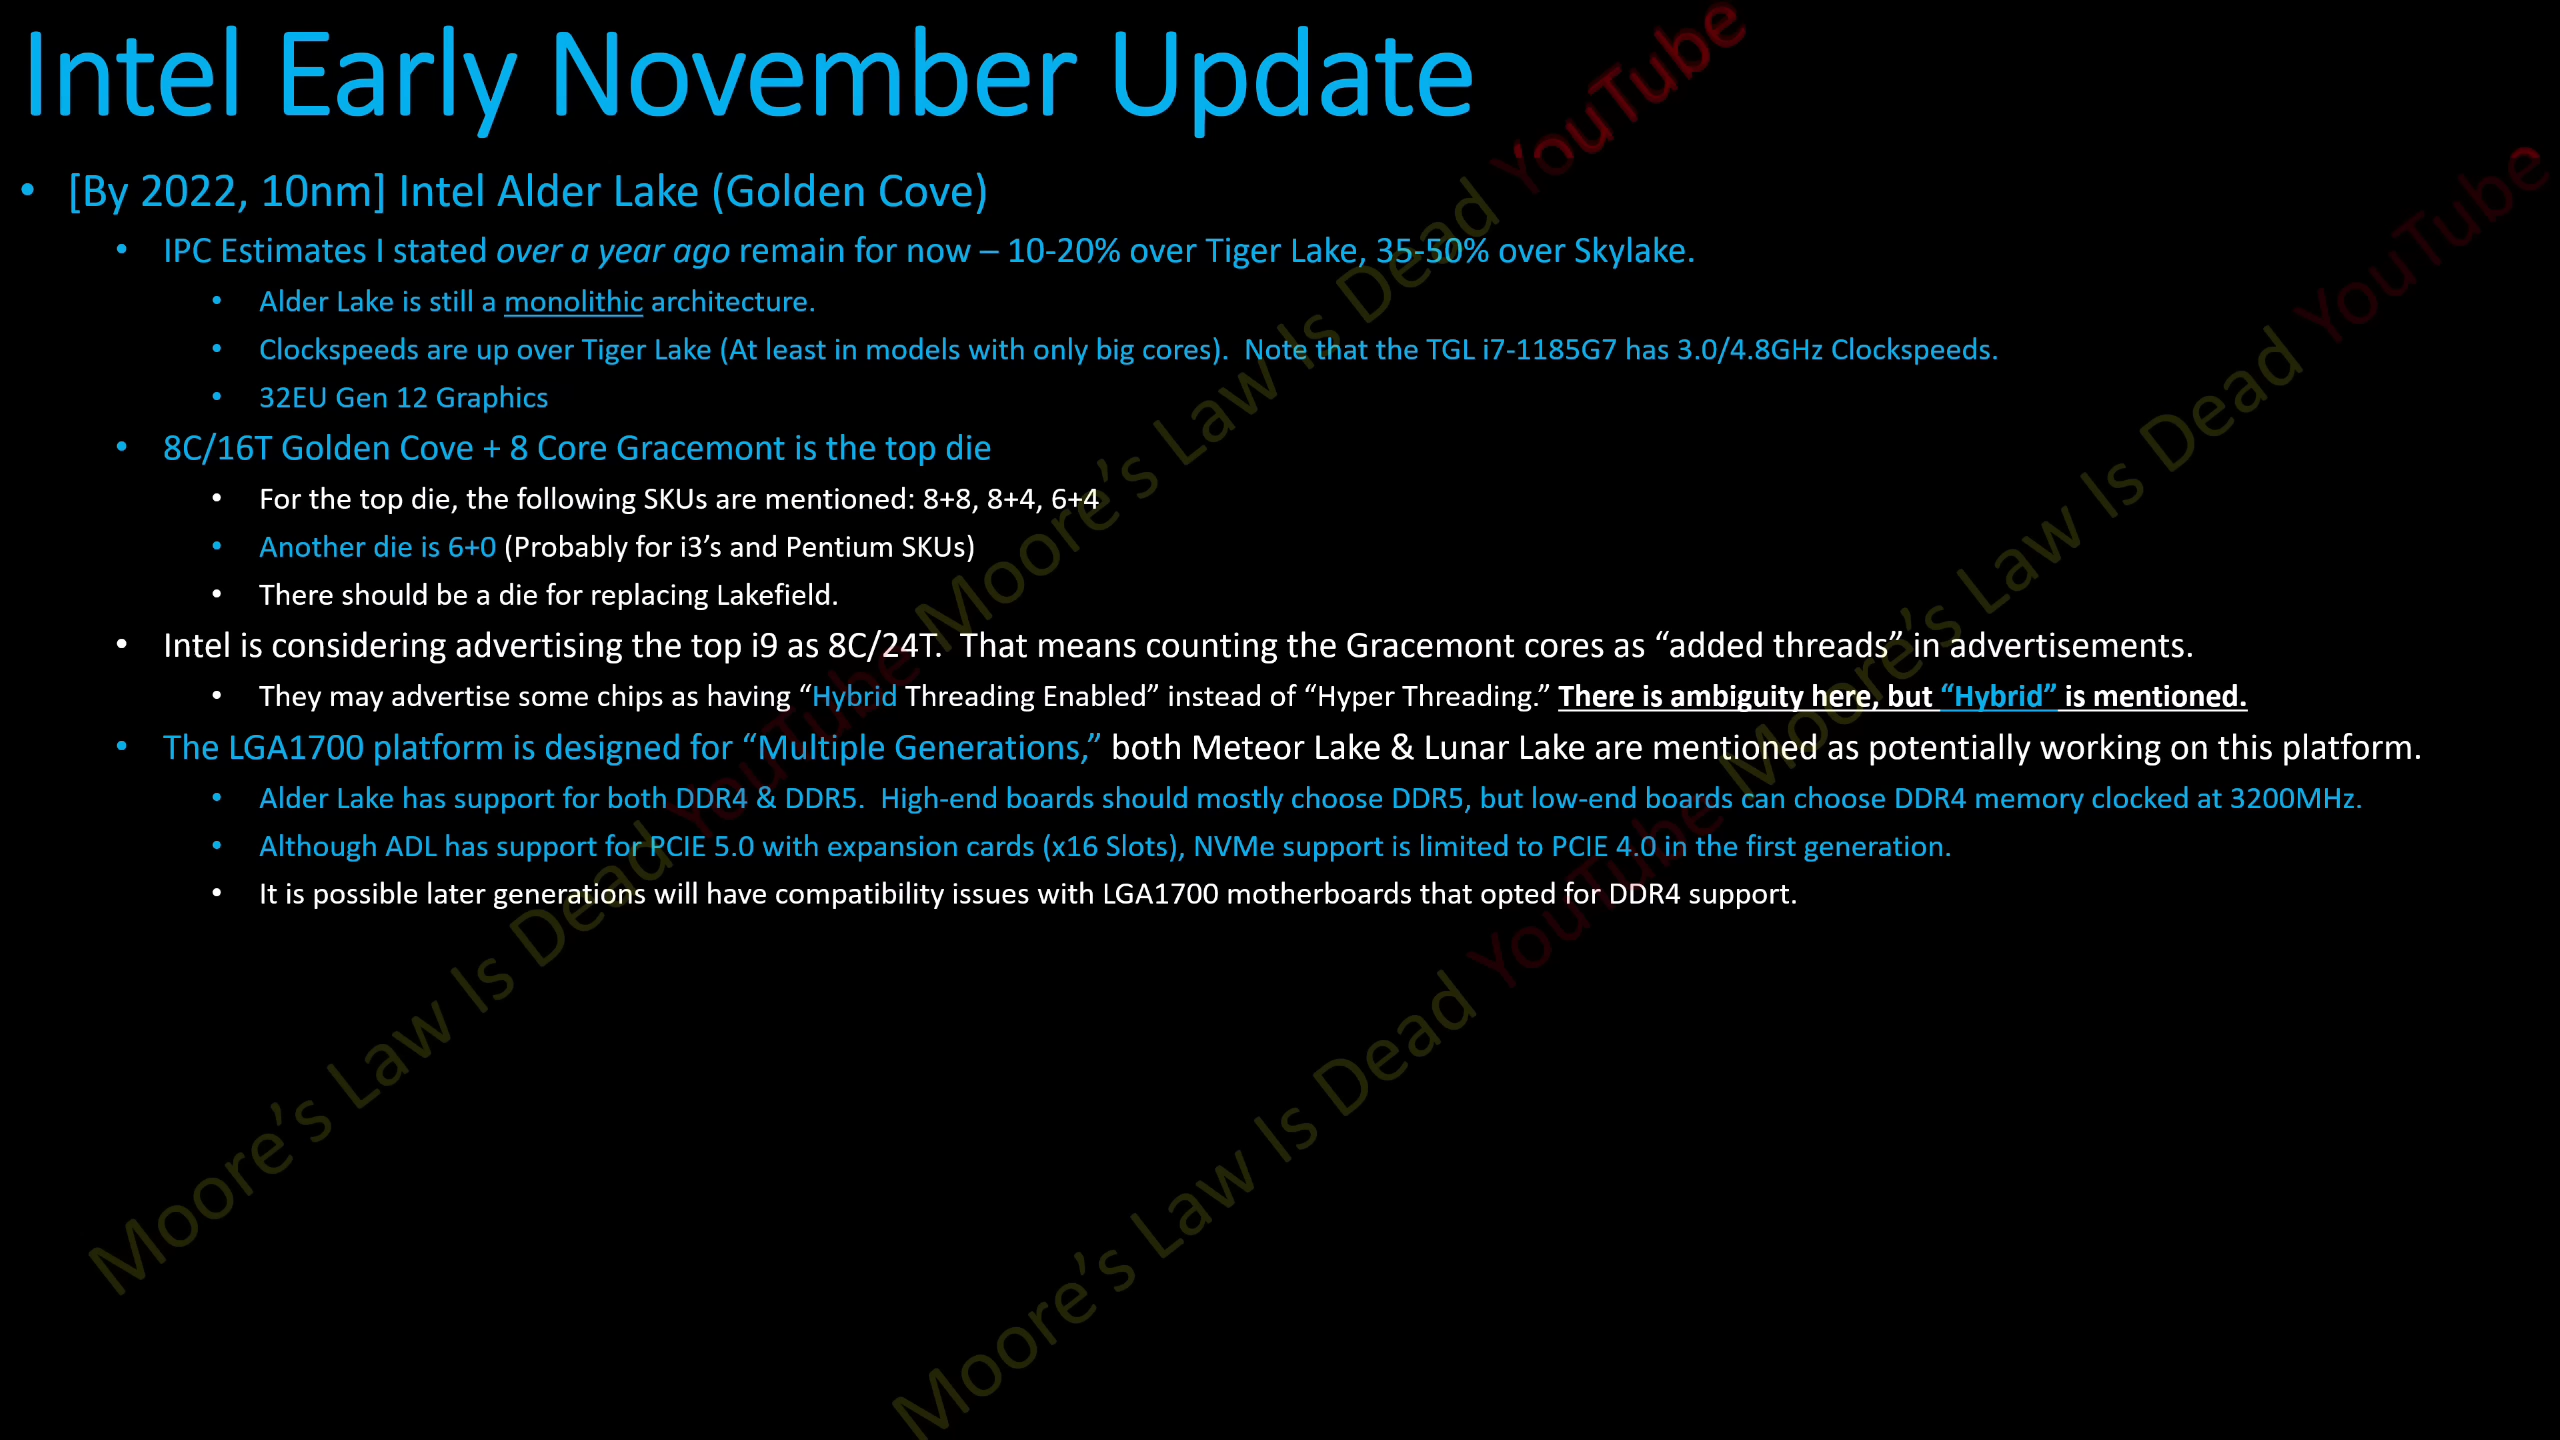 Intel Early November Update
• [By 2022, 10nm] Intel Alder Lake (Golden Cove)
• IPC Estimates I stated over a year ago remain for now – 10-20% over Tiger Lake, 35-50% over Skylake.
• Alder Lake is still a monolithic architecture.
• Clockspeeds are up over Tiger Lake (At least in models with only big cores).  Note that the TGL i7-1185G7 has 3.0/4.8GHz Clockspeeds.
• 32EU Gen 12 Graphics
• 8C/16T Golden Cove + 8 Core Gracemont is the top die
• For the top die, the following SKUs are mentioned: 8+8, 8+4, 6+4
• Another die is 6+0 (Probably for i3’s and Pentium SKUs)
• There should be a die for replacing Lakefield.
• Intel is considering advertising the top i9 as 8C/24T.  That means counting the Gracemont cores as “added threads” in advertisements.
• They may advertise some chips as having “Hybrid Threading Enabled” instead of “Hyper Threading.” There is ambiguity here, but “Hybrid” is mentioned.
• The LGA1700 platform is designed for “Multiple Generations,” both Meteor Lake & Lunar Lake are mentioned as potentially working on this platform.
• Alder Lake has support for both DDR4 & DDR5.  High-end boards should mostly choose DDR5, but low-end boards can choose DDR4 memory clocked at 3200MHz.
• Although ADL has support for PCIE 5.0 with expansion cards (x16 Slots), NVMe support is limited to PCIE 4.0 in the first generation.
• It is possible later generations will have compatibility issues with LGA1700 motherboards that opted for DDR4 support.
Moore’s Law Is Dead YouTube Moore’s Law Is Dead YouTube
Moore’s Law Is Dead YouTube Moore’s Law Is Dead YouTube